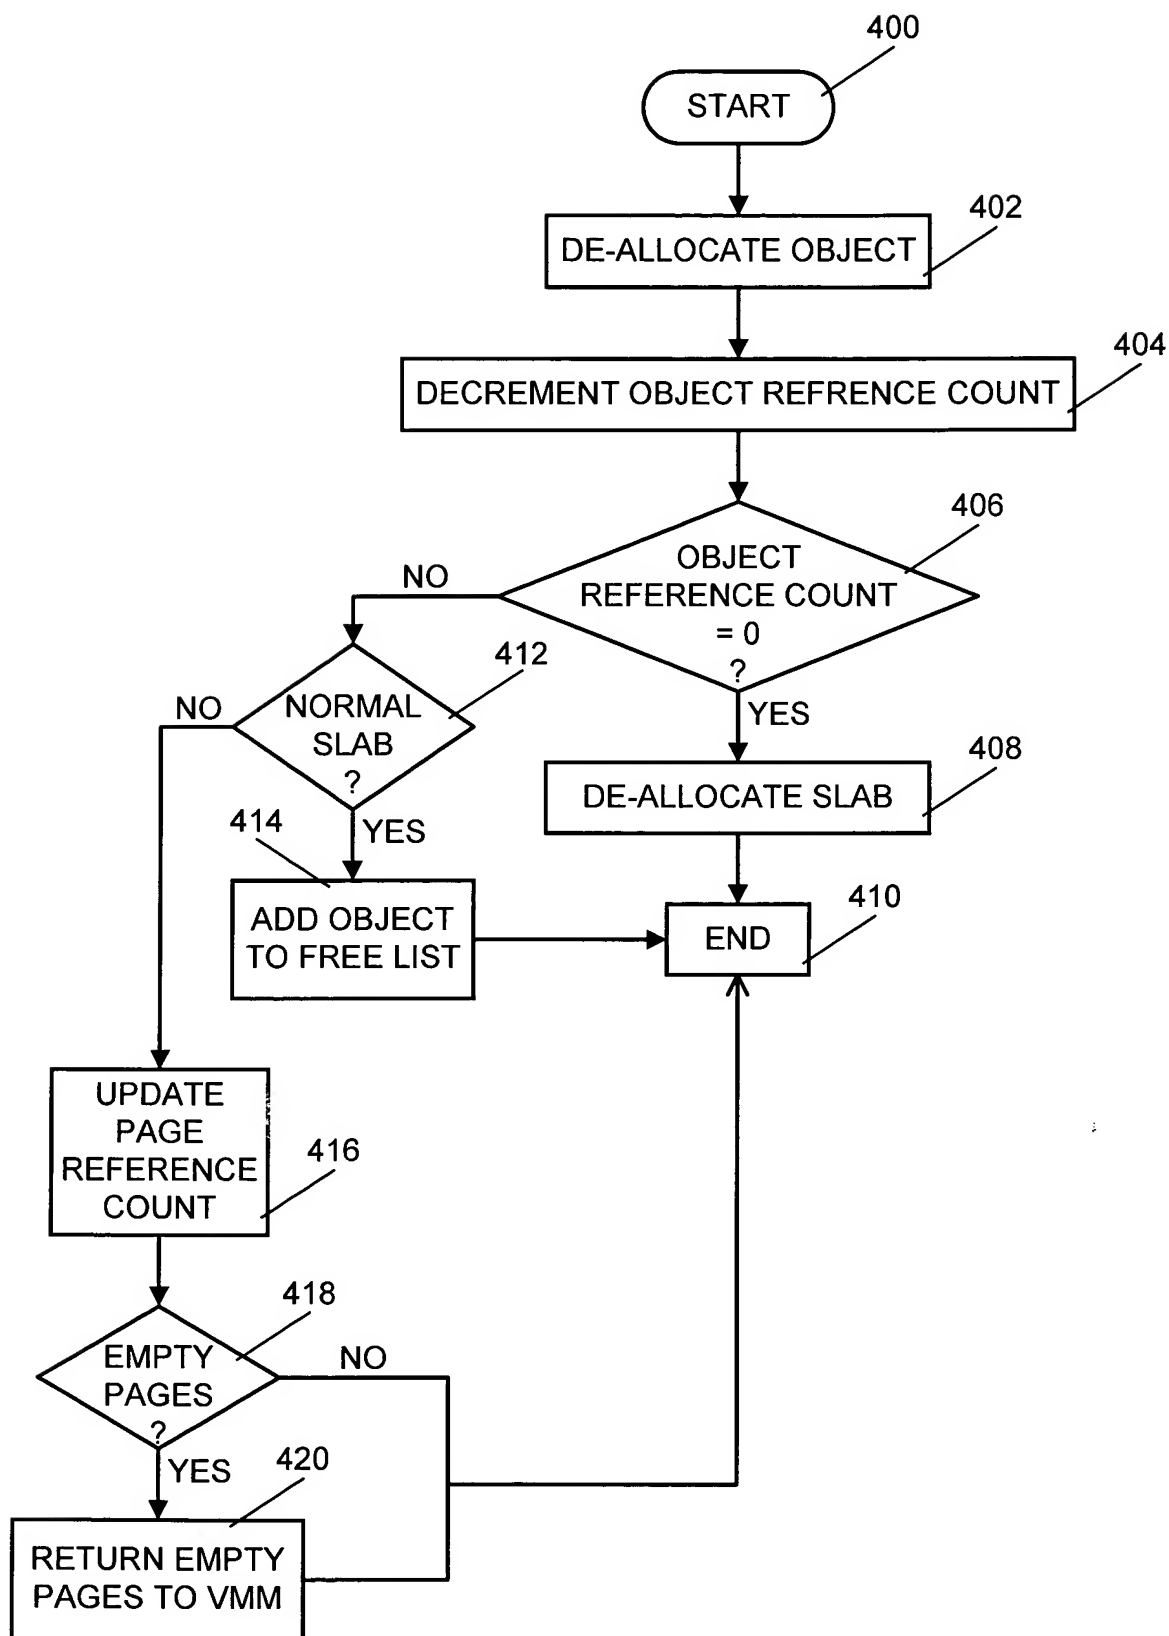 400
START
402
DE-ALLOCATE OBJECT
404
DECREMENT OBJECT REFRENCE COUNT
406
OBJECT
REFERENCE COUNT
= 0
?
NO
YES
412
NORMAL
SLAB
?
NO
YES
408
DE-ALLOCATE SLAB
414
ADD OBJECT
TO FREE LIST
410
END
UPDATE
PAGE
REFERENCE
COUNT
416
418
EMPTY
PAGES
?
NO
YES
420
RETURN EMPTY
PAGES TO VMM